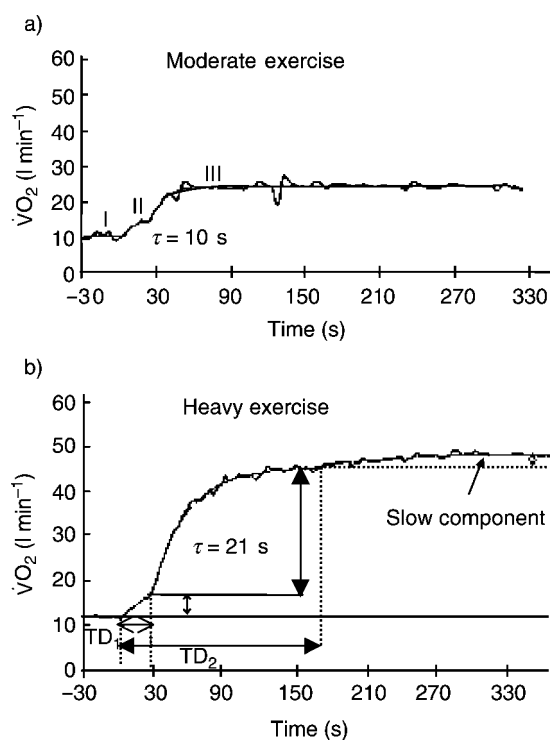 a)
Moderate exercise
V̇O₂ (l min⁻¹)
60
50
40
30
20
10
0
I
II
III
τ = 10 s
−30 30 90 150 210 270 330
Time (s)
b)
Heavy exercise
V̇O₂ (l min⁻¹)
60
50
40
30
20
10
0
τ = 21 s
Slow component
TD₁
TD₂
−30 30 90 150 210 270 330
Time (s)